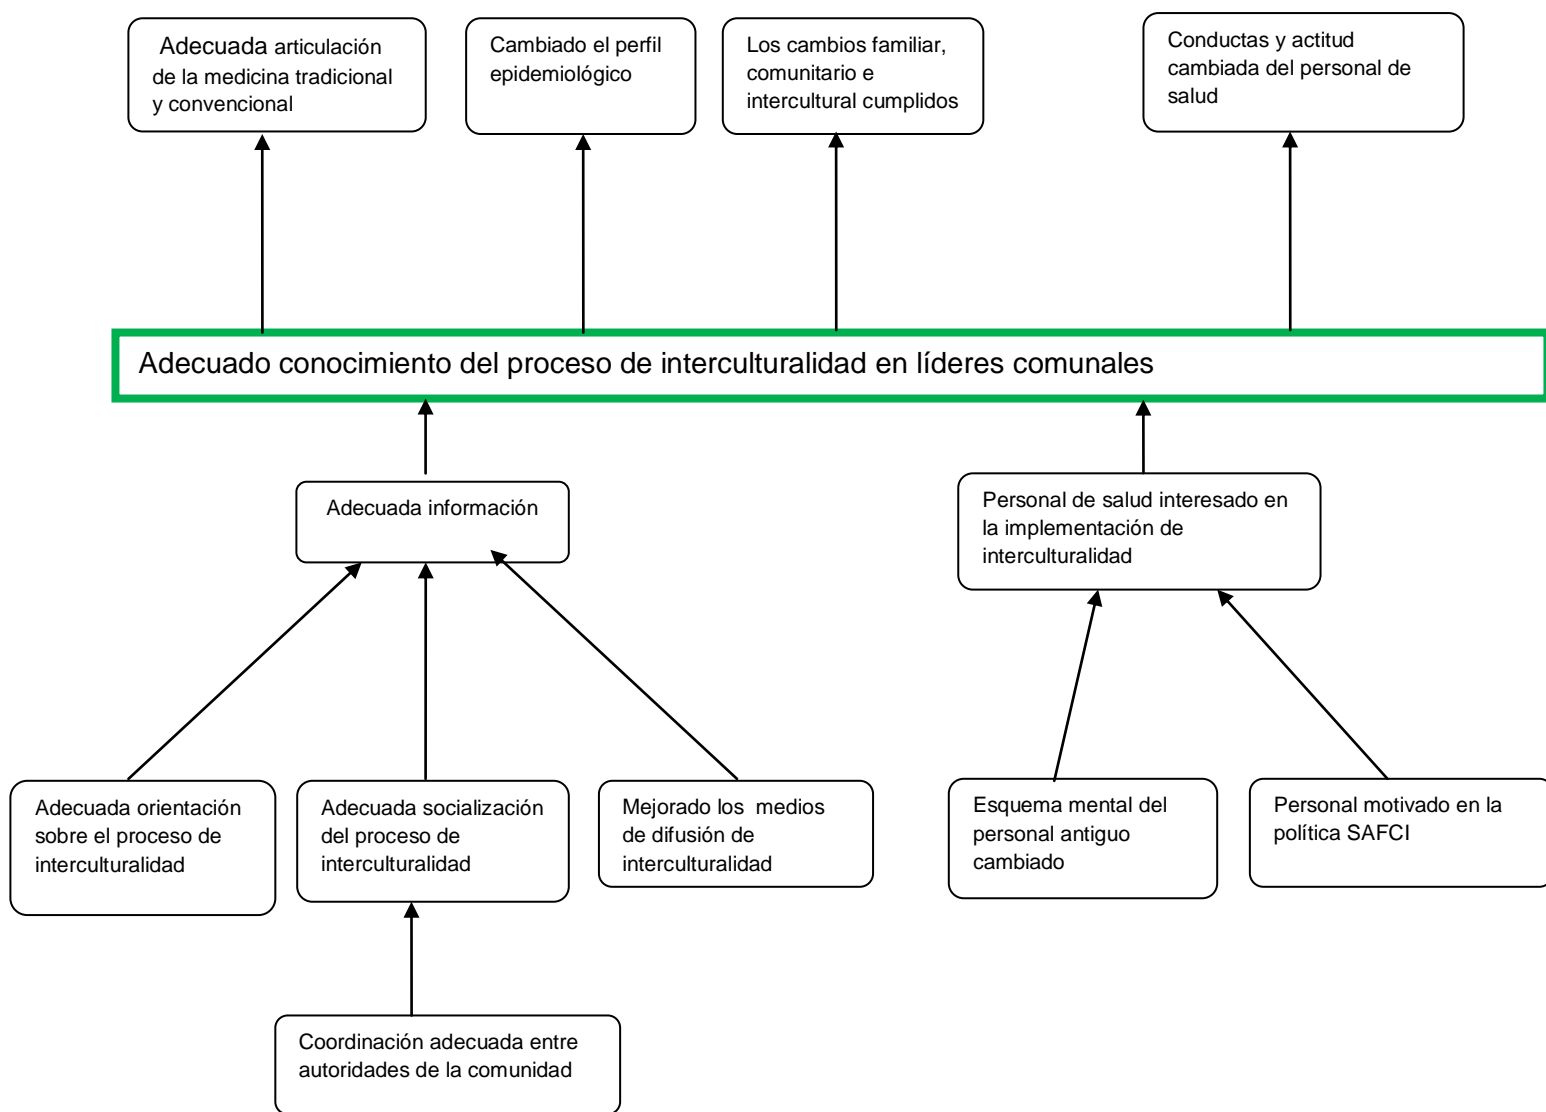 Adecuada articulación
de la medicina tradicional
y convencional
Cambiado el perfil
epidemiológico
Los cambios familiar,
comunitario e
intercultural cumplidos
Conductas y actitud
cambiada del personal de
salud
Adecuado conocimiento del proceso de interculturalidad en líderes comunales
Adecuada información
Personal de salud interesado en
la implementación de
interculturalidad
Adecuada orientación
sobre el proceso de
interculturalidad
Adecuada socialización
del proceso de
interculturalidad
Mejorado los  medios
de difusión de
interculturalidad
Esquema mental del
personal antiguo
cambiado
Personal motivado en la
política SAFCI
Coordinación adecuada entre
autoridades de la comunidad